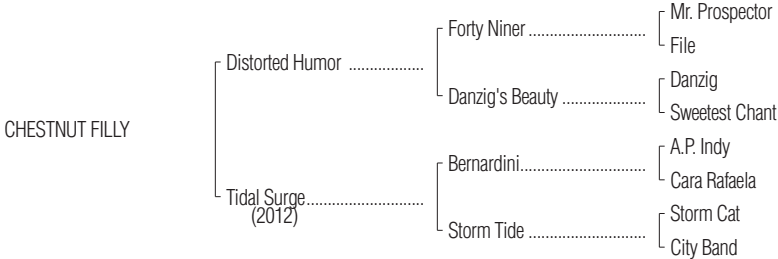 Mr. Prospector
Forty Niner ............................
File
Distorted Humor ..................
Danzig
Danzig's Beauty ....................
Sweetest Chant
CHESTNUT FILLY
A.P. Indy
Bernardini..............................
Cara Rafaela
Tidal Surge............................
(2012)
Storm Cat
Storm Tide ............................
City Band